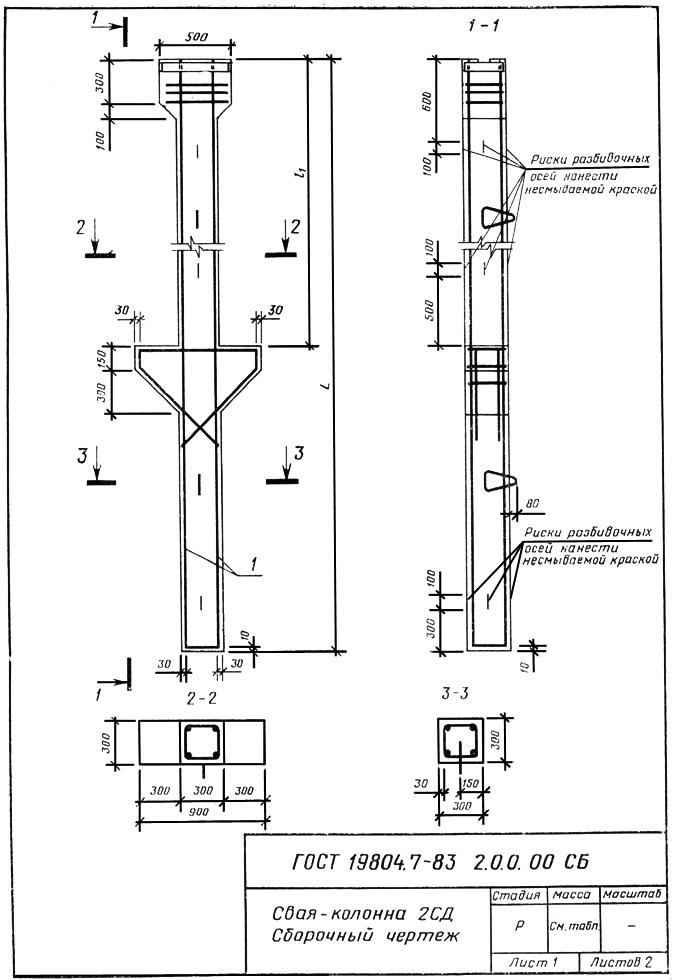 1
500
1-1
300
100
600
100
l1
Риски разбивочных
осей нанести
несмываемой краской
2
2
100
500
30
30
150
300
L
3
3
80
Риски разбивочных
осей нанести
несмываемой краской
1
100
300
10
10
30
30
1
2-2
3-3
300
300
300
300
300
900
30
150
300
ГОСТ 19804.7-83 2.0.0.00 СБ
Свая-колонна 2СД
Сборочный чертеж
Стадия
Масса
Масштаб
Р
См.табл.
-
Лист 1
Листов 2